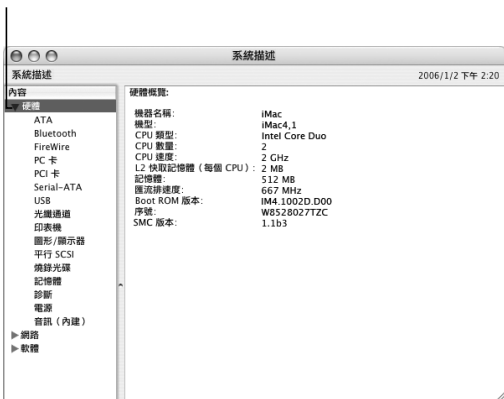 系統描述
系統描述 2006/1/2 下午 2:20
內容
硬體
ATA
Bluetooth
FireWire
PC 卡
PCI 卡
Serial-ATA
USB
光纖通道
印表機
圖形/顯示器
平行 SCSI
燒錄光碟
記憶體
診斷
電源
音訊（內建）
網路
軟體
硬體概覽:
機器名稱: iMac
機型: iMac4,1
CPU 類型: Intel Core Duo
CPU 數量: 2
CPU 速度: 2 GHz
L2 快取記憶體（每個 CPU）: 2 MB
記憶體: 512 MB
匯流排速度: 667 MHz
Boot ROM 版本: IM4.1002D.D00
序號: W8528027TZC
SMC 版本: 1.1b3